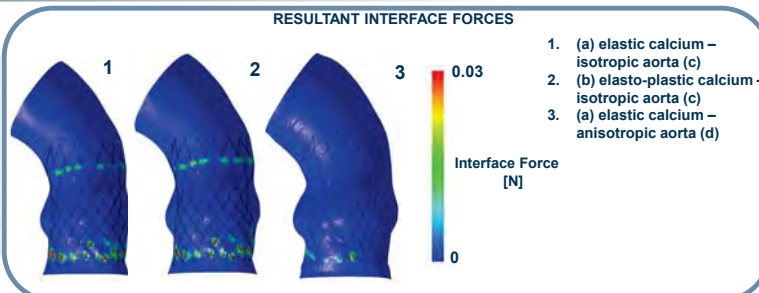 RESULTANT INTERFACE FORCES
1
2
3
0.03
Interface Force
[N]
0
1. (a) elastic calcium –
isotropic aorta (c)
2. (b) elasto-plastic calcium –
isotropic aorta (c)
3. (a) elastic calcium –
anisotropic aorta (d)